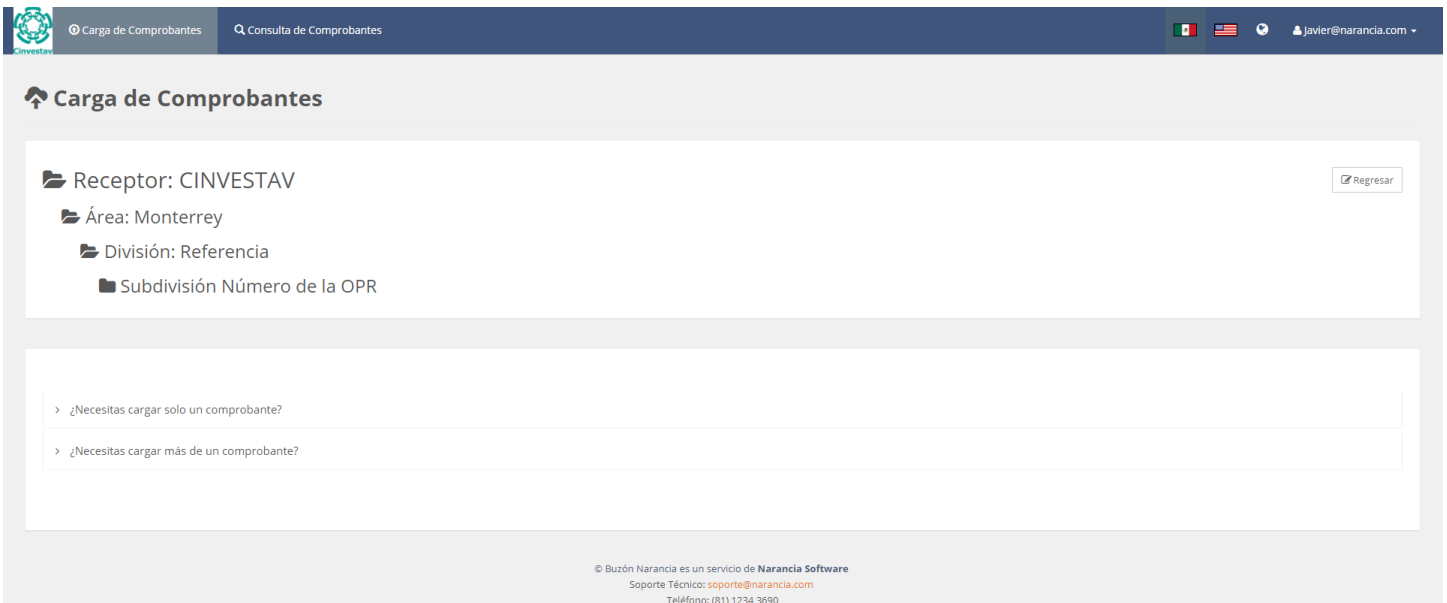 Cinvestav
Carga de Comprobantes
Consulta de Comprobantes
Javier@narancia.com
Carga de Comprobantes
Receptor: CINVESTAV
Regresar
Área: Monterrey
División: Referencia
Subdivisión Número de la OPR
¿Necesitas cargar solo un comprobante?
¿Necesitas cargar más de un comprobante?
© Buzón Narancia es un servicio de Narancia Software
Soporte Técnico: soporte@narancia.com
Teléfono: (81) 1234 3690